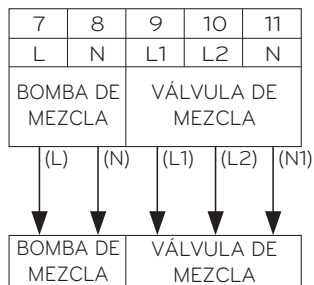 7 8 9 10 11
L N L1 L2 N
BOMBA DE MEZCLA
VÁLVULA DE MEZCLA
(L) (N) (L1) (L2) (N1)
BOMBA DE MEZCLA
VÁLVULA DE MEZCLA